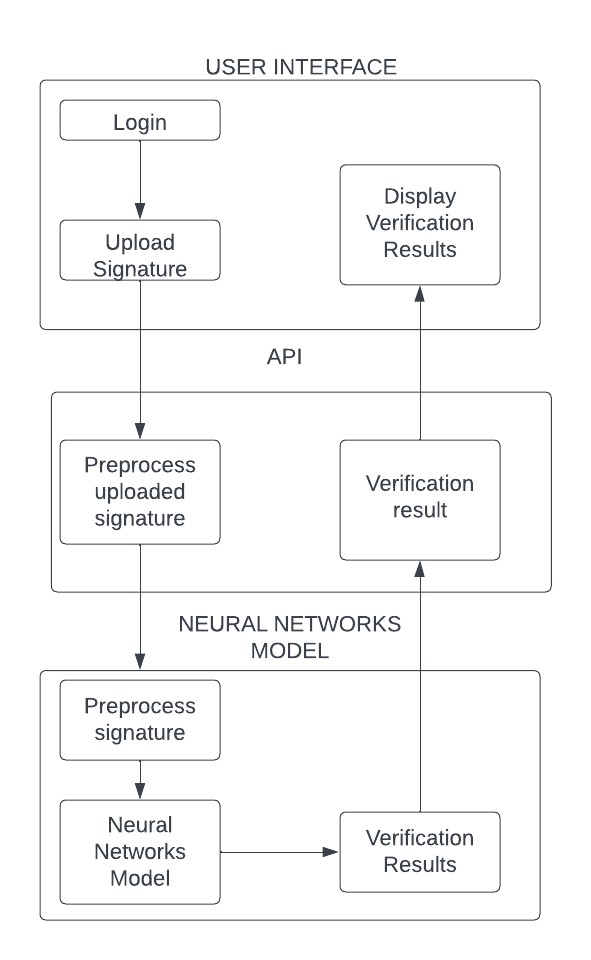 USER INTERFACE
Login
Upload
Signature
Display
Verification
Results
API
Preprocess
uploaded
signature
Verification
result
NEURAL NETWORKS
MODEL
Preprocess
signature
Neural
Networks
Model
Verification
Results